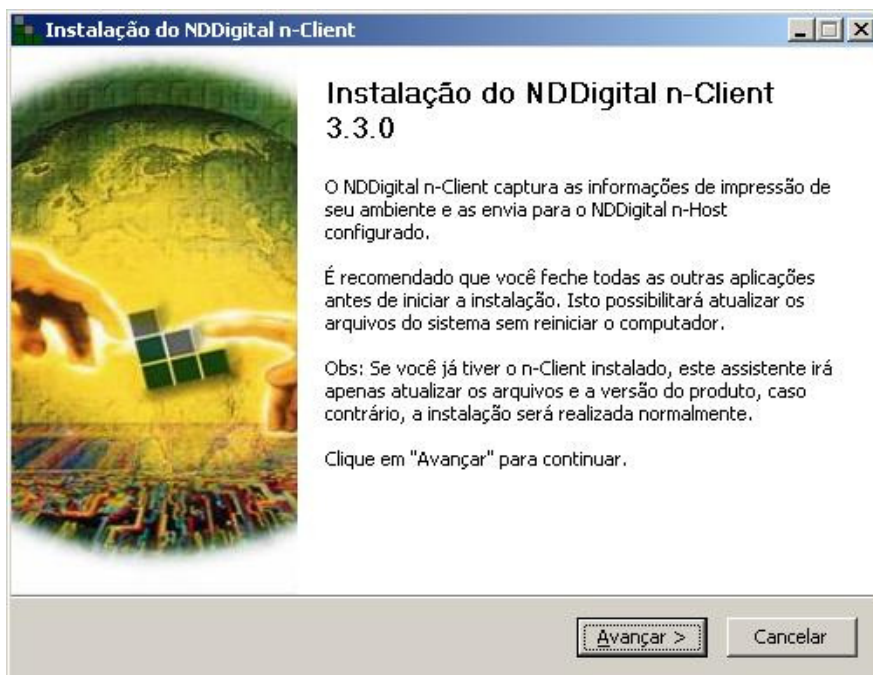 Instalação do NDDigital n-Client
Instalação do NDDigital n-Client
3.3.0
O NDDigital n-Client captura as informações de impressão de
seu ambiente e as envia para o NDDigital n-Host
configurado.
É recomendado que você feche todas as outras aplicações
antes de iniciar a instalação. Isto possibilitará atualizar os
arquivos do sistema sem reiniciar o computador.
Obs: Se você já tiver o n-Client instalado, este assistente irá
apenas atualizar os arquivos e a versão do produto, caso
contrário, a instalação será realizada normalmente.
Clique em "Avançar" para continuar.
Avançar >
Cancelar